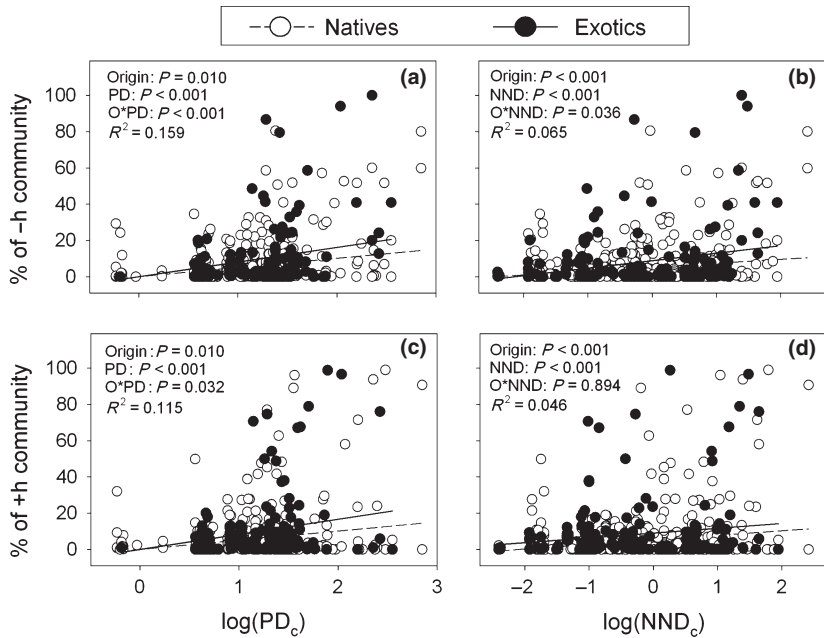 Natives Exotics
(a)
Origin: P = 0.010
PD: P < 0.001
O*PD: P < 0.001
R² = 0.159
(b)
Origin: P < 0.001
NND: P < 0.001
O*NND: P = 0.036
R² = 0.065
% of –h community
100
80
60
40
20
0
(c)
Origin: P = 0.010
PD: P < 0.001
O*PD: P = 0.032
R² = 0.115
(d)
Origin: P < 0.001
NND: P < 0.001
O*NND: P = 0.894
R² = 0.046
% of +h community
100
80
60
40
20
0
0 1 2 3
–2 –1 0 1 2
log(PDc)
log(NNDc)